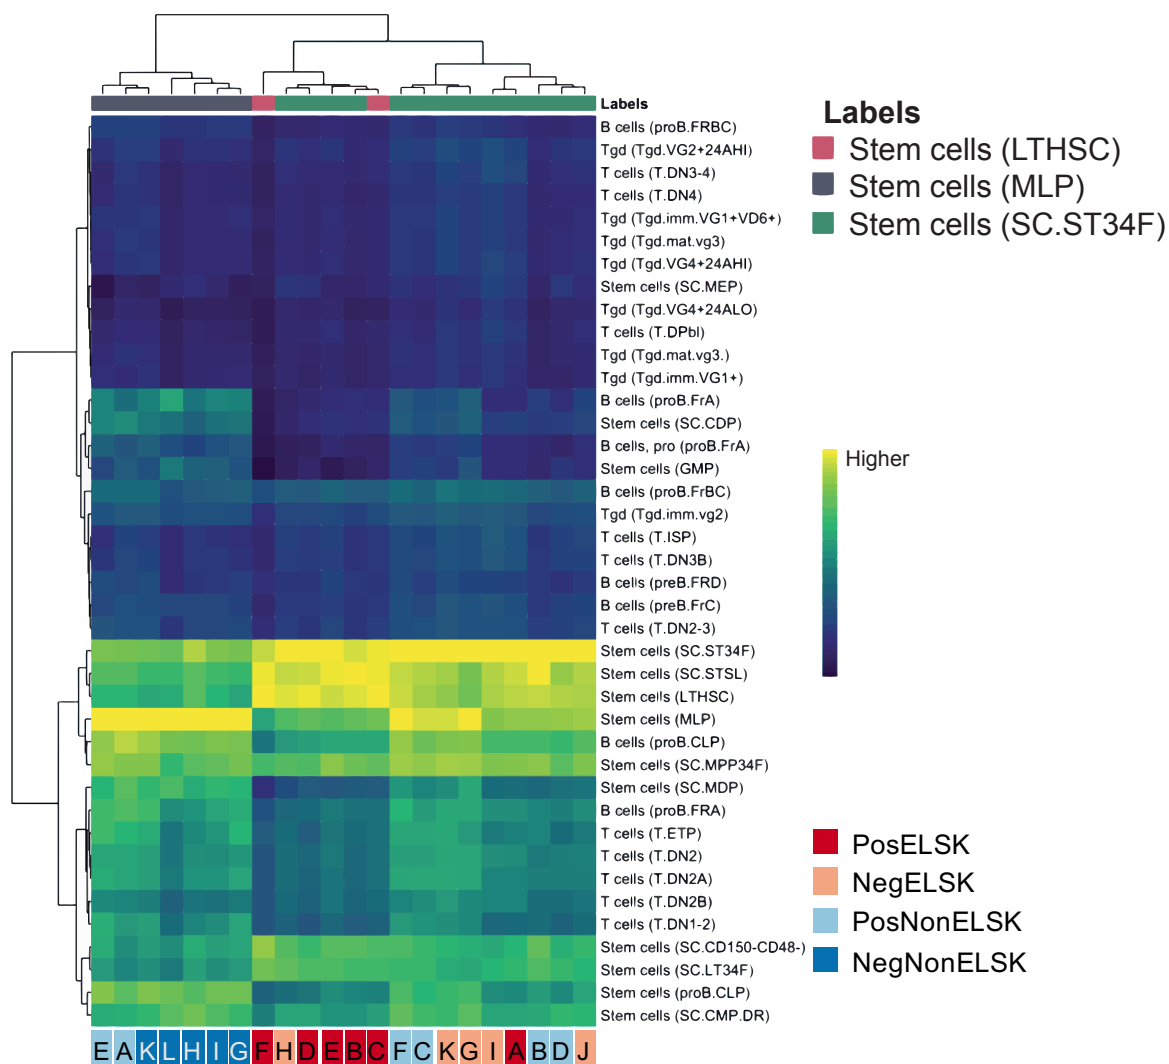 Labels
B cells (proB.FRBC)
Tgd (Tgd.VG2+24AHI)
T cells (T.DN3-4)
T cells (T.DN4)
Tgd (Tgd.imm.VG1+VD6+)
Tgd (Tgd.mat.vg3)
Tgd (Tgd.VG4+24AHI)
Stem cells (SC.MEP)
Tgd (Tgd.VG4+24ALO)
T cells (T.DPbl)
Tgd (Tgd.mat.vg3.)
Tgd (Tgd.imm.VG1+)
B cells (proB.FrA)
Stem cells (SC.CDP)
B cells, pro (proB.FrA)
Stem cells (GMP)
B cells (proB.FrBC)
Tgd (Tgd.imm.vg2)
T cells (T.ISP)
T cells (T.DN3B)
B cells (preB.FRD)
B cells (preB.FrC)
T cells (T.DN2-3)
Stem cells (SC.ST34F)
Stem cells (SC.STSL)
Stem cells (LTHSC)
Stem cells (MLP)
B cells (proB.CLP)
Stem cells (SC.MPP34F)
Stem cells (SC.MDP)
B cells (proB.FRA)
T cells (T.ETP)
T cells (T.DN2)
T cells (T.DN2A)
T cells (T.DN2B)
T cells (T.DN1-2)
Stem cells (SC.CD150-CD48-)
Stem cells (SC.LT34F)
Stem cells (proB.CLP)
Stem cells (SC.CMP.DR)
E A K L H I G F H D E B C F C K G I A B D J
Labels
Stem cells (LTHSC)
Stem cells (MLP)
Stem cells (SC.ST34F)
Higher
PosELSK
NegELSK
PosNonELSK
NegNonELSK